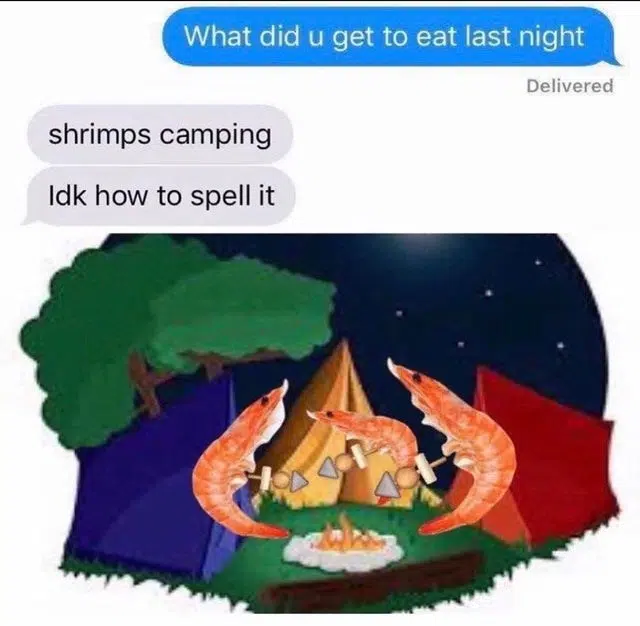 What did u get to eat last night
Delivered
shrimps camping
Idk how to spell it